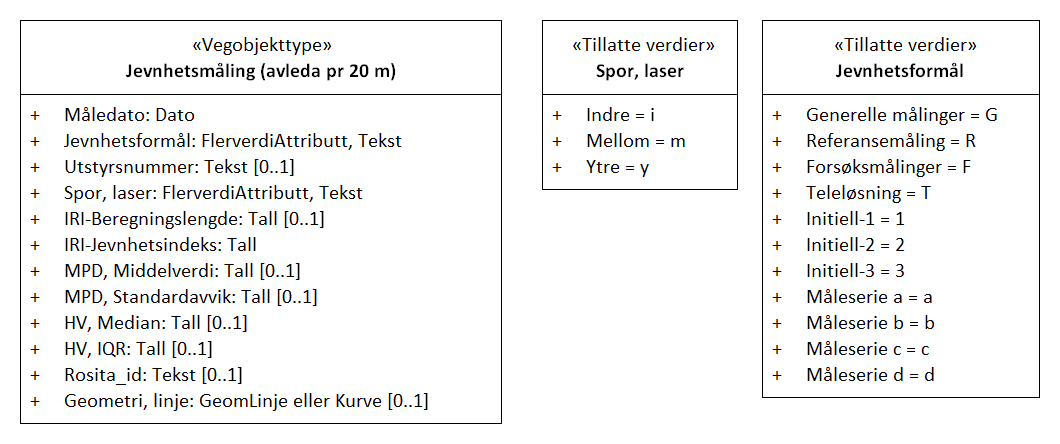 «Vegobjekttype»
Jevnhetsmåling (avleda pr 20 m)
+ Måledato: Dato
+ Jevnhetsformål: FlerverdiAttributt, Tekst
+ Utstyrsnummer: Tekst [0..1]
+ Spor, laser: FlerverdiAttributt, Tekst
+ IRI-Beregningslengde: Tall [0..1]
+ IRI-Jevnhetsindeks: Tall
+ MPD, Middelverdi: Tall [0..1]
+ MPD, Standardavvik: Tall [0..1]
+ HV, Median: Tall [0..1]
+ HV, IQR: Tall [0..1]
+ Rosita_id: Tekst [0..1]
+ Geometri, linje: GeomLinje eller Kurve [0..1]
«Tillatte verdier»
Spor, laser
+ Indre = i
+ Mellom = m
+ Ytre = y
«Tillatte verdier»
Jevnhetsformål
+ Generelle målinger = G
+ Referansemåling = R
+ Forsøksmålinger = F
+ Teleløsning = T
+ Initiell-1 = 1
+ Initiell-2 = 2
+ Initiell-3 = 3
+ Måleserie a = a
+ Måleserie b = b
+ Måleserie c = c
+ Måleserie d = d